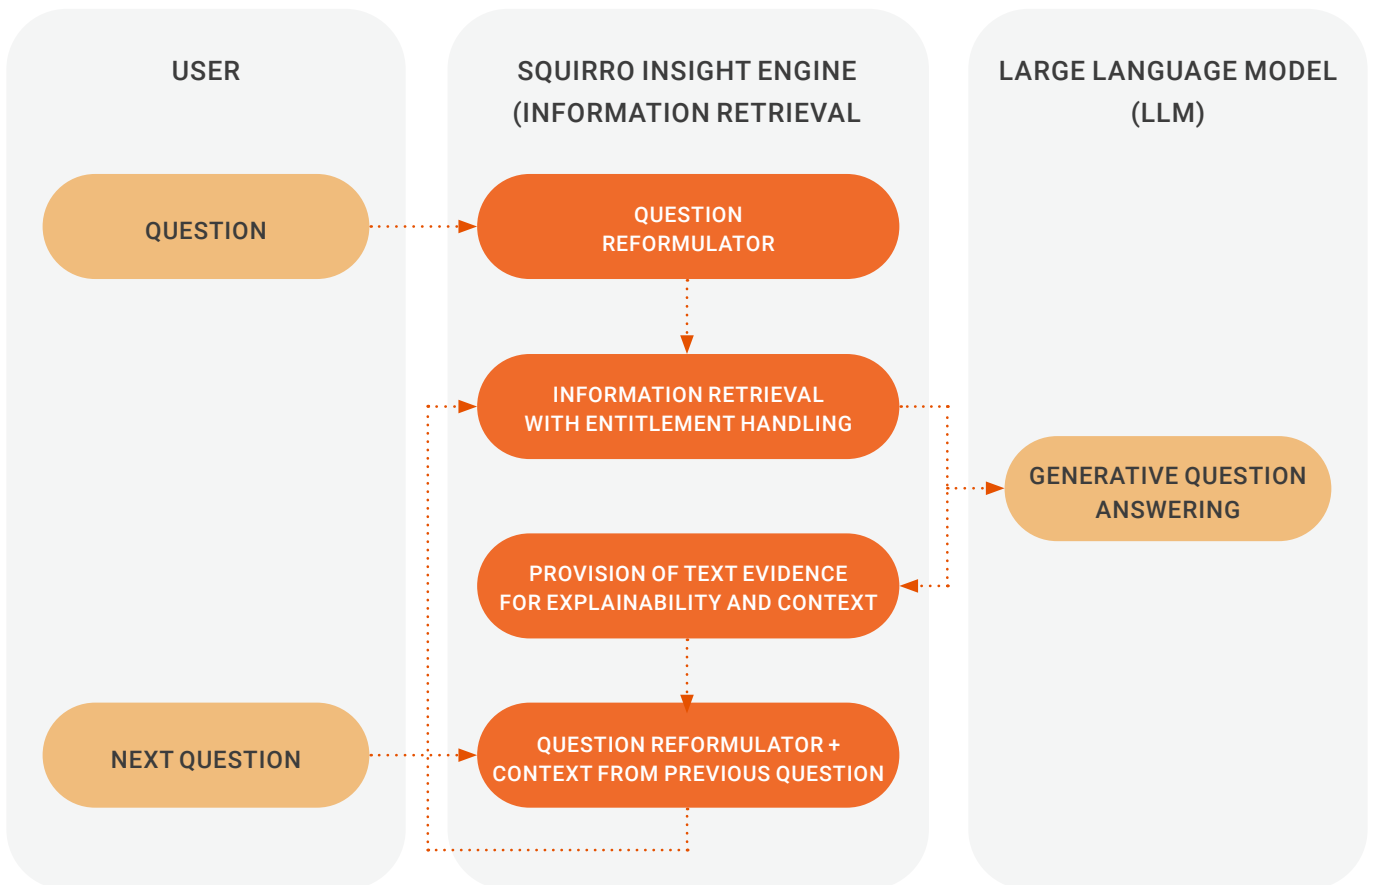 USER
SQUIRRO INSIGHT ENGINE
(INFORMATION RETRIEVAL
LARGE LANGUAGE MODEL
(LLM)
QUESTION
QUESTION
REFORMULATOR
INFORMATION RETRIEVAL
WITH ENTITLEMENT HANDLING
GENERATIVE QUESTION
ANSWERING
PROVISION OF TEXT EVIDENCE
FOR EXPLAINABILITY AND CONTEXT
NEXT QUESTION
QUESTION REFORMULATOR +
CONTEXT FROM PREVIOUS QUESTION